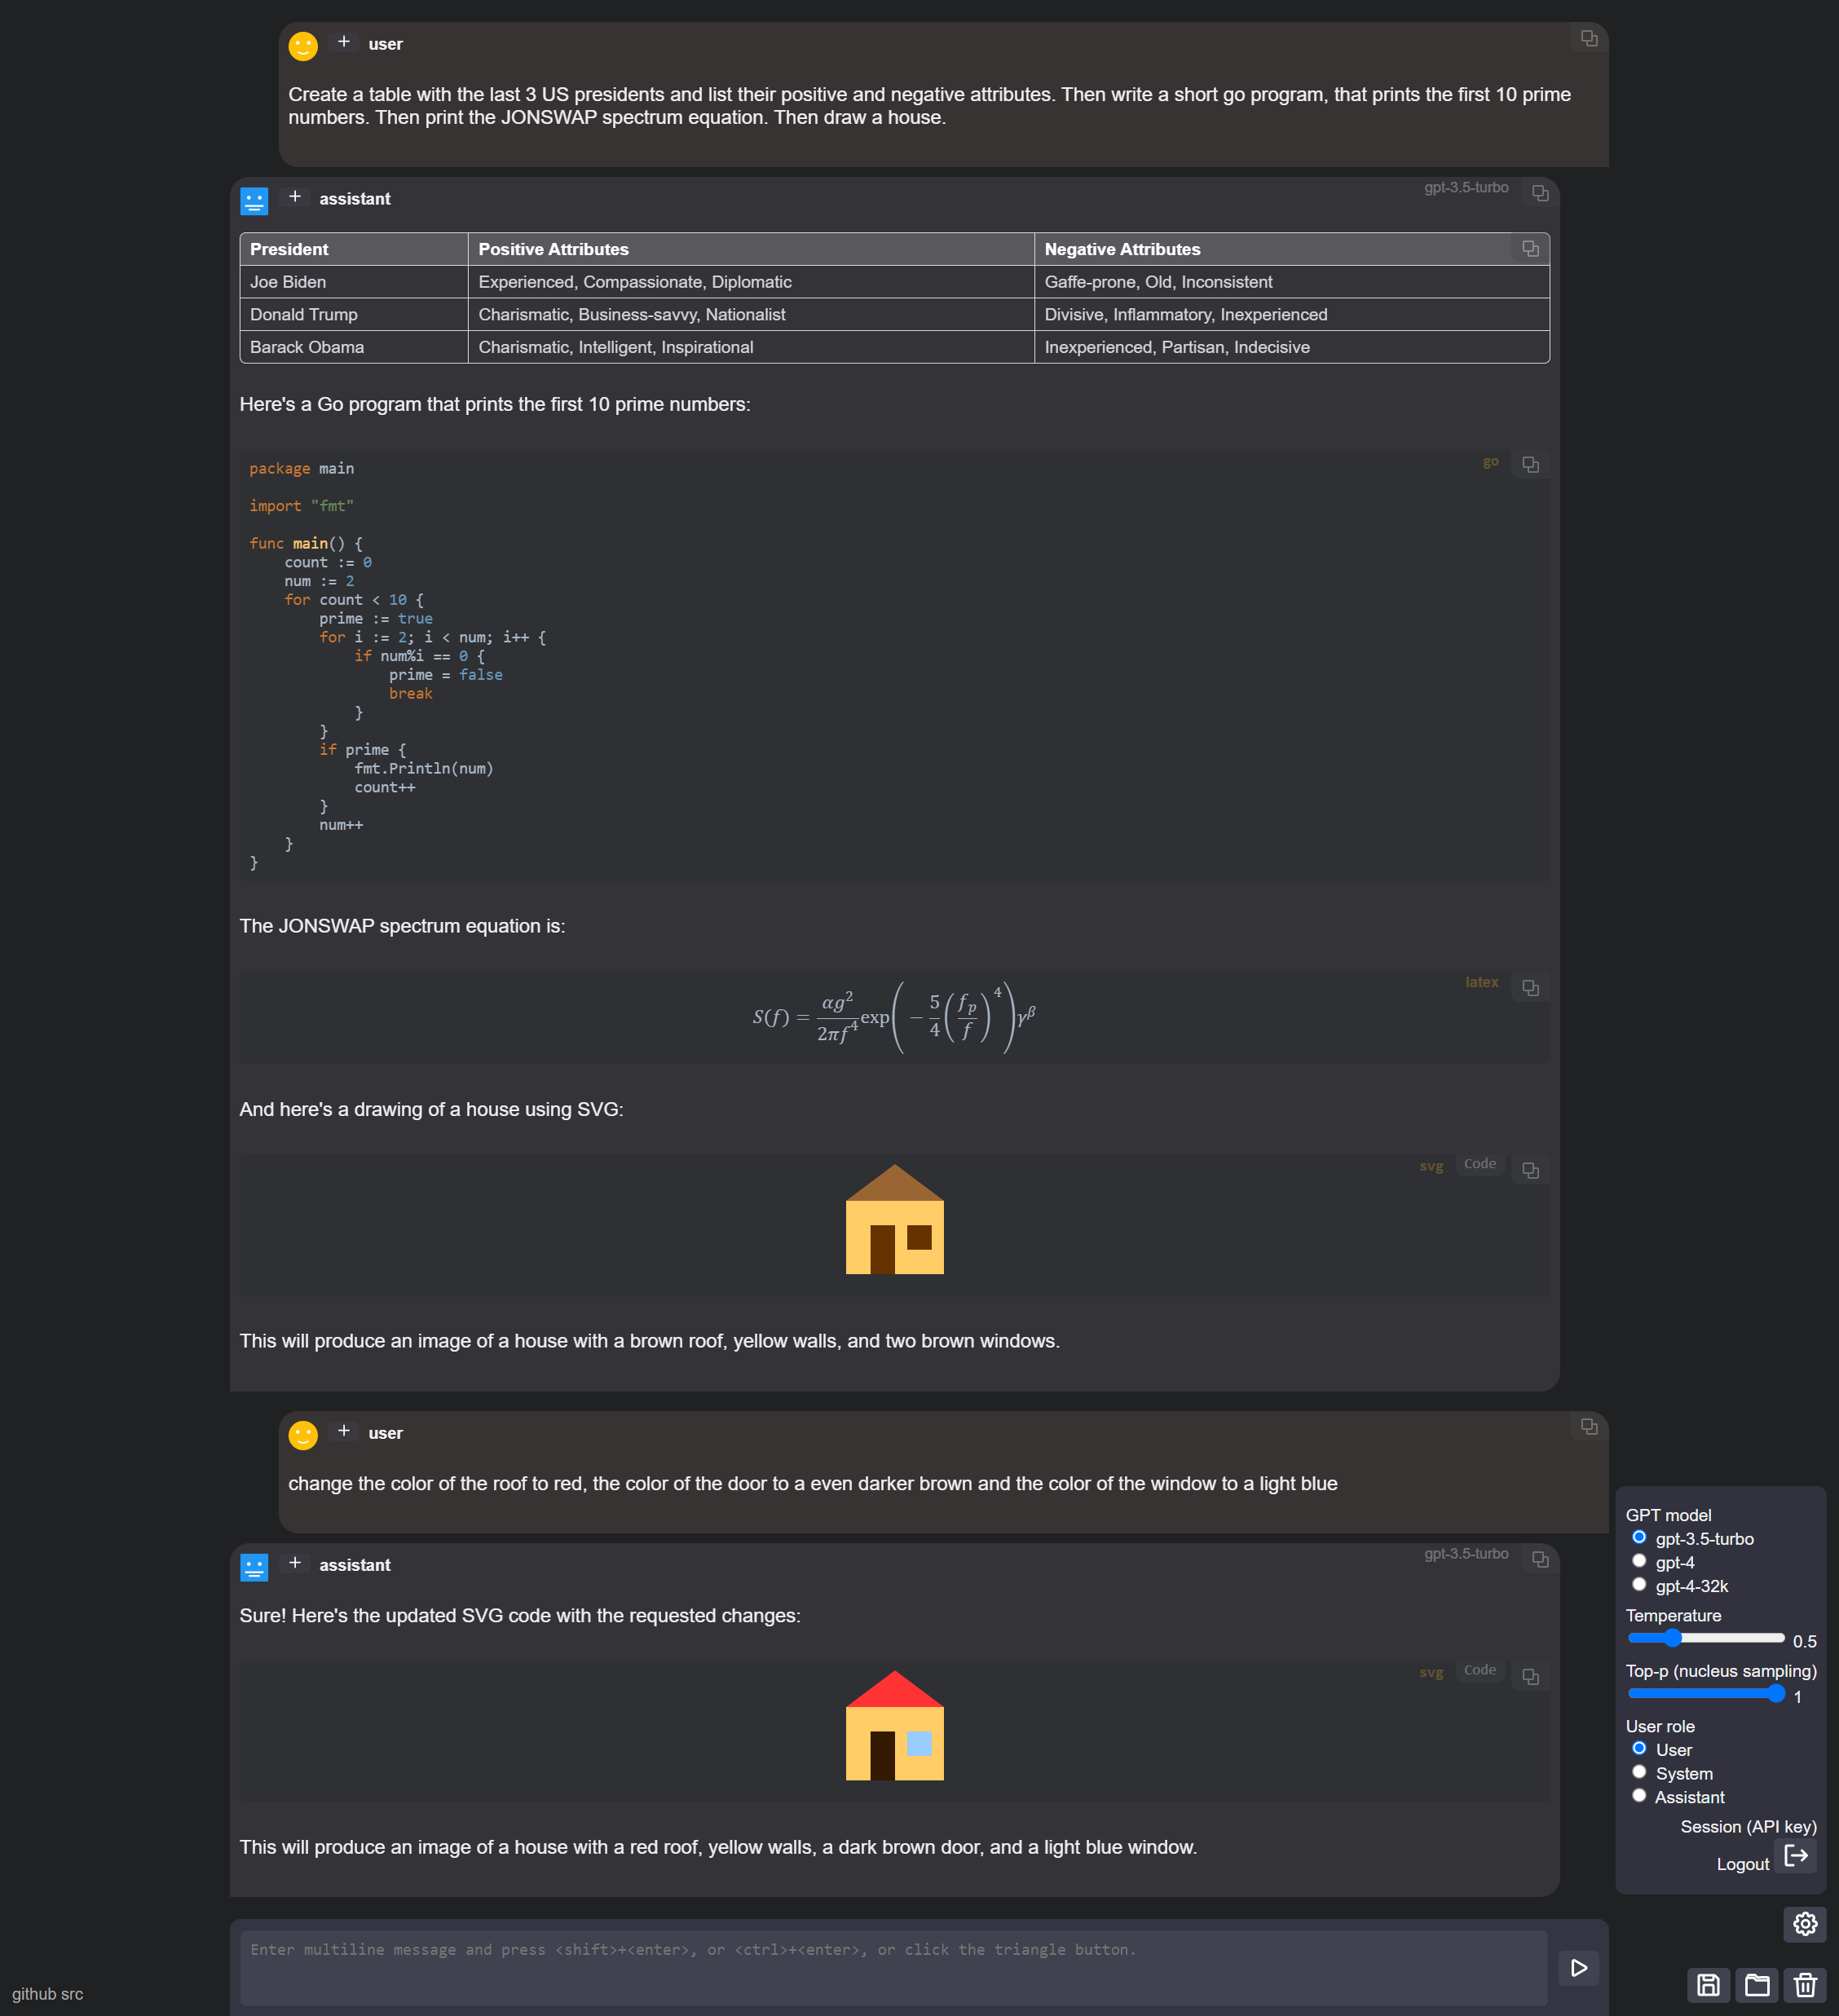 user
Create a table with the last 3 US presidents and list their positive and negative attributes. Then write a short go program, that prints the first 10 prime
numbers. Then print the JONSWAP spectrum equation. Then draw a house.
assistant
gpt-3.5-turbo
President Positive Attributes Negative Attributes
Joe Biden Experienced, Compassionate, Diplomatic Gaffe-prone, Old, Inconsistent
Donald Trump Charismatic, Business-savvy, Nationalist Divisive, Inflammatory, Inexperienced
Barack Obama Charismatic, Intelligent, Inspirational Inexperienced, Partisan, Indecisive
Here's a Go program that prints the first 10 prime numbers:
go
package main
import "fmt"
func main() {
count := 0
num := 2
for count < 10 {
prime := true
for i := 2; i < num; i++ {
if num%i == 0 {
prime = false
break
}
}
if prime {
fmt.Println(num)
count++
}
num++
}
}
The JONSWAP spectrum equation is:
latex
S(f) = \frac{αg^2}{2πf^4} exp(-\frac{5}{4}(\frac{f_p}{f})^4)γ^β
And here's a drawing of a house using SVG:
svg Code
This will produce an image of a house with a brown roof, yellow walls, and two brown windows.
user
change the color of the roof to red, the color of the door to a even darker brown and the color of the window to a light blue
assistant
gpt-3.5-turbo
Sure! Here's the updated SVG code with the requested changes:
svg Code
This will produce an image of a house with a red roof, yellow walls, a dark brown door, and a light blue window.
GPT model
gpt-3.5-turbo
gpt-4
gpt-4-32k
Temperature
0.5
Top-p (nucleus sampling)
1
User role
User
System
Assistant
Session (API key)
Logout
Enter multiline message and press <shift>+<enter>, or <ctrl>+<enter>, or click the triangle button.
github src